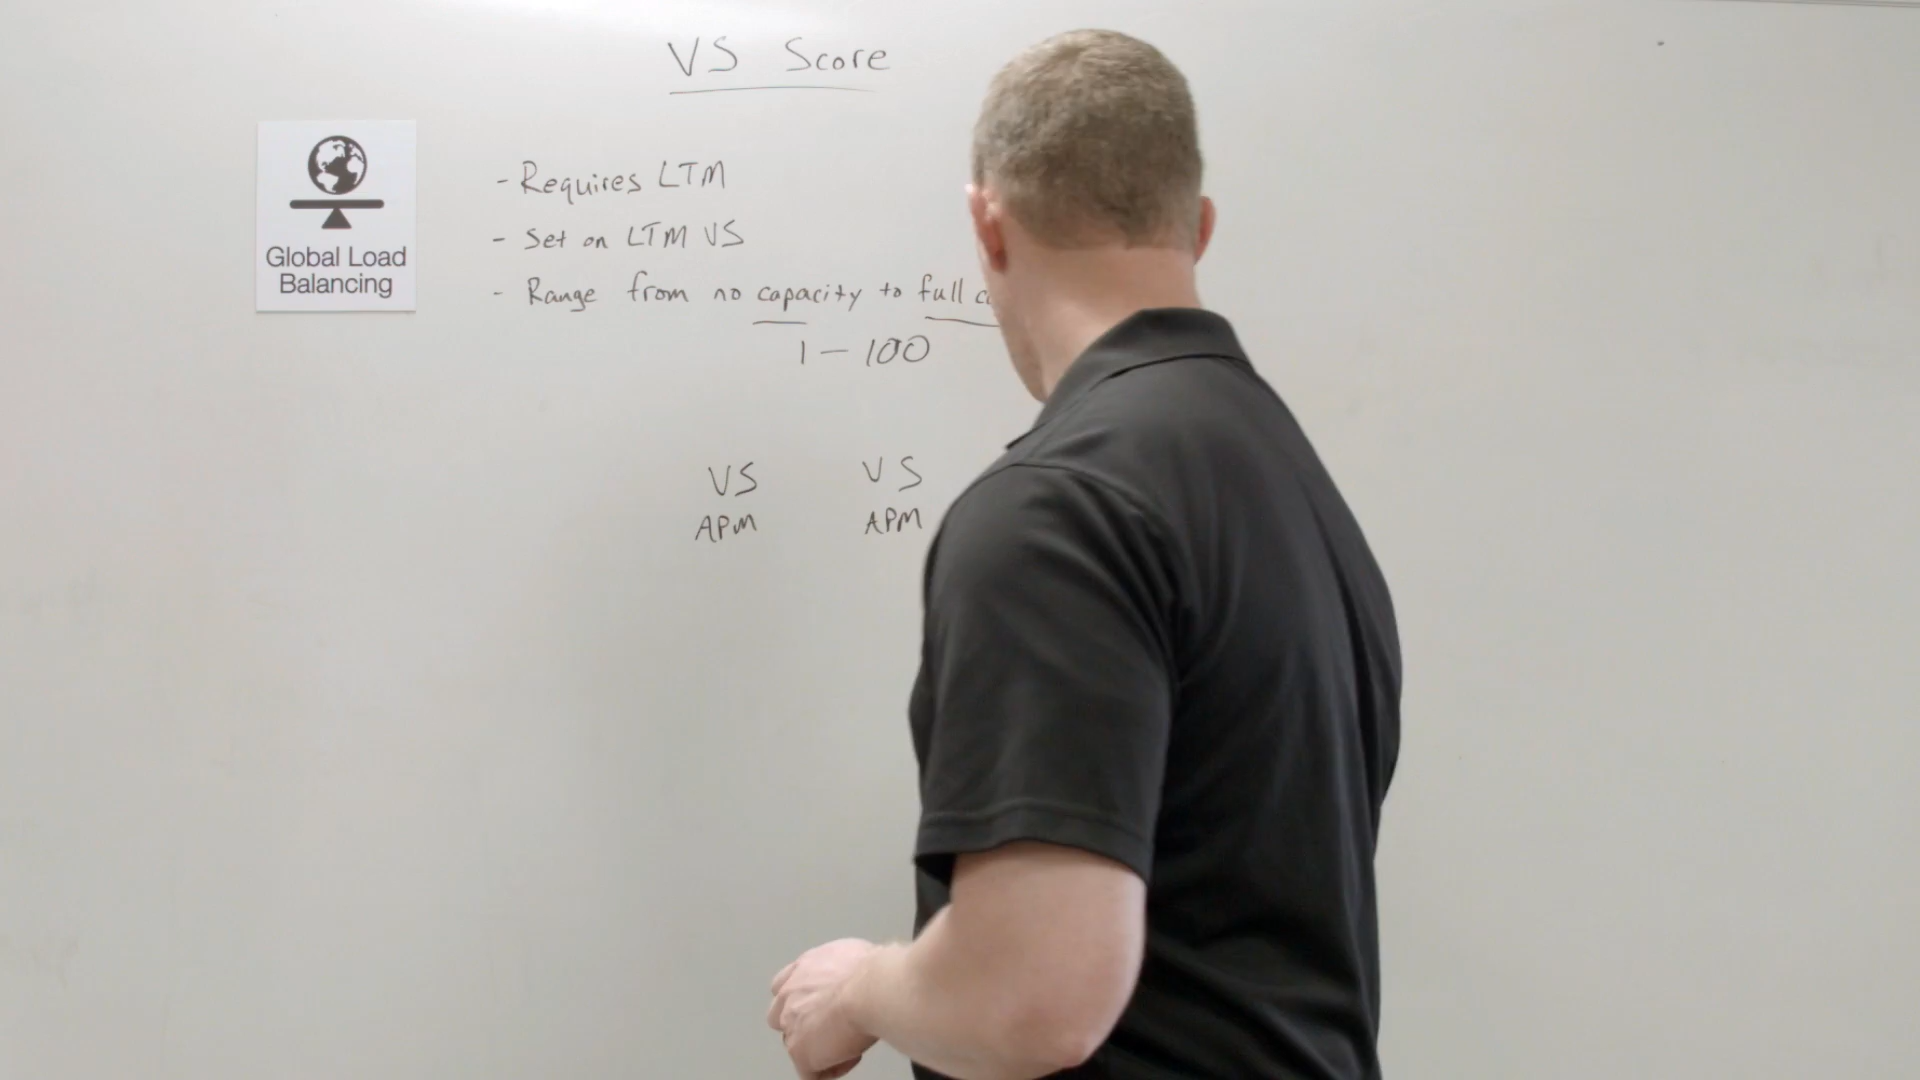 VS Score
Global Load
Balancing
- Requires LTM
- Set on LTM VS
- Range from no capacity to full
1 - 100
VS VS
APM APM